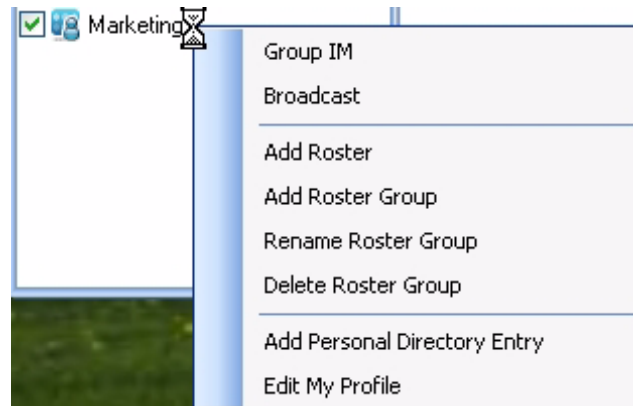 Marketing
Group IM
Broadcast
Add Roster
Add Roster Group
Rename Roster Group
Delete Roster Group
Add Personal Directory Entry
Edit My Profile